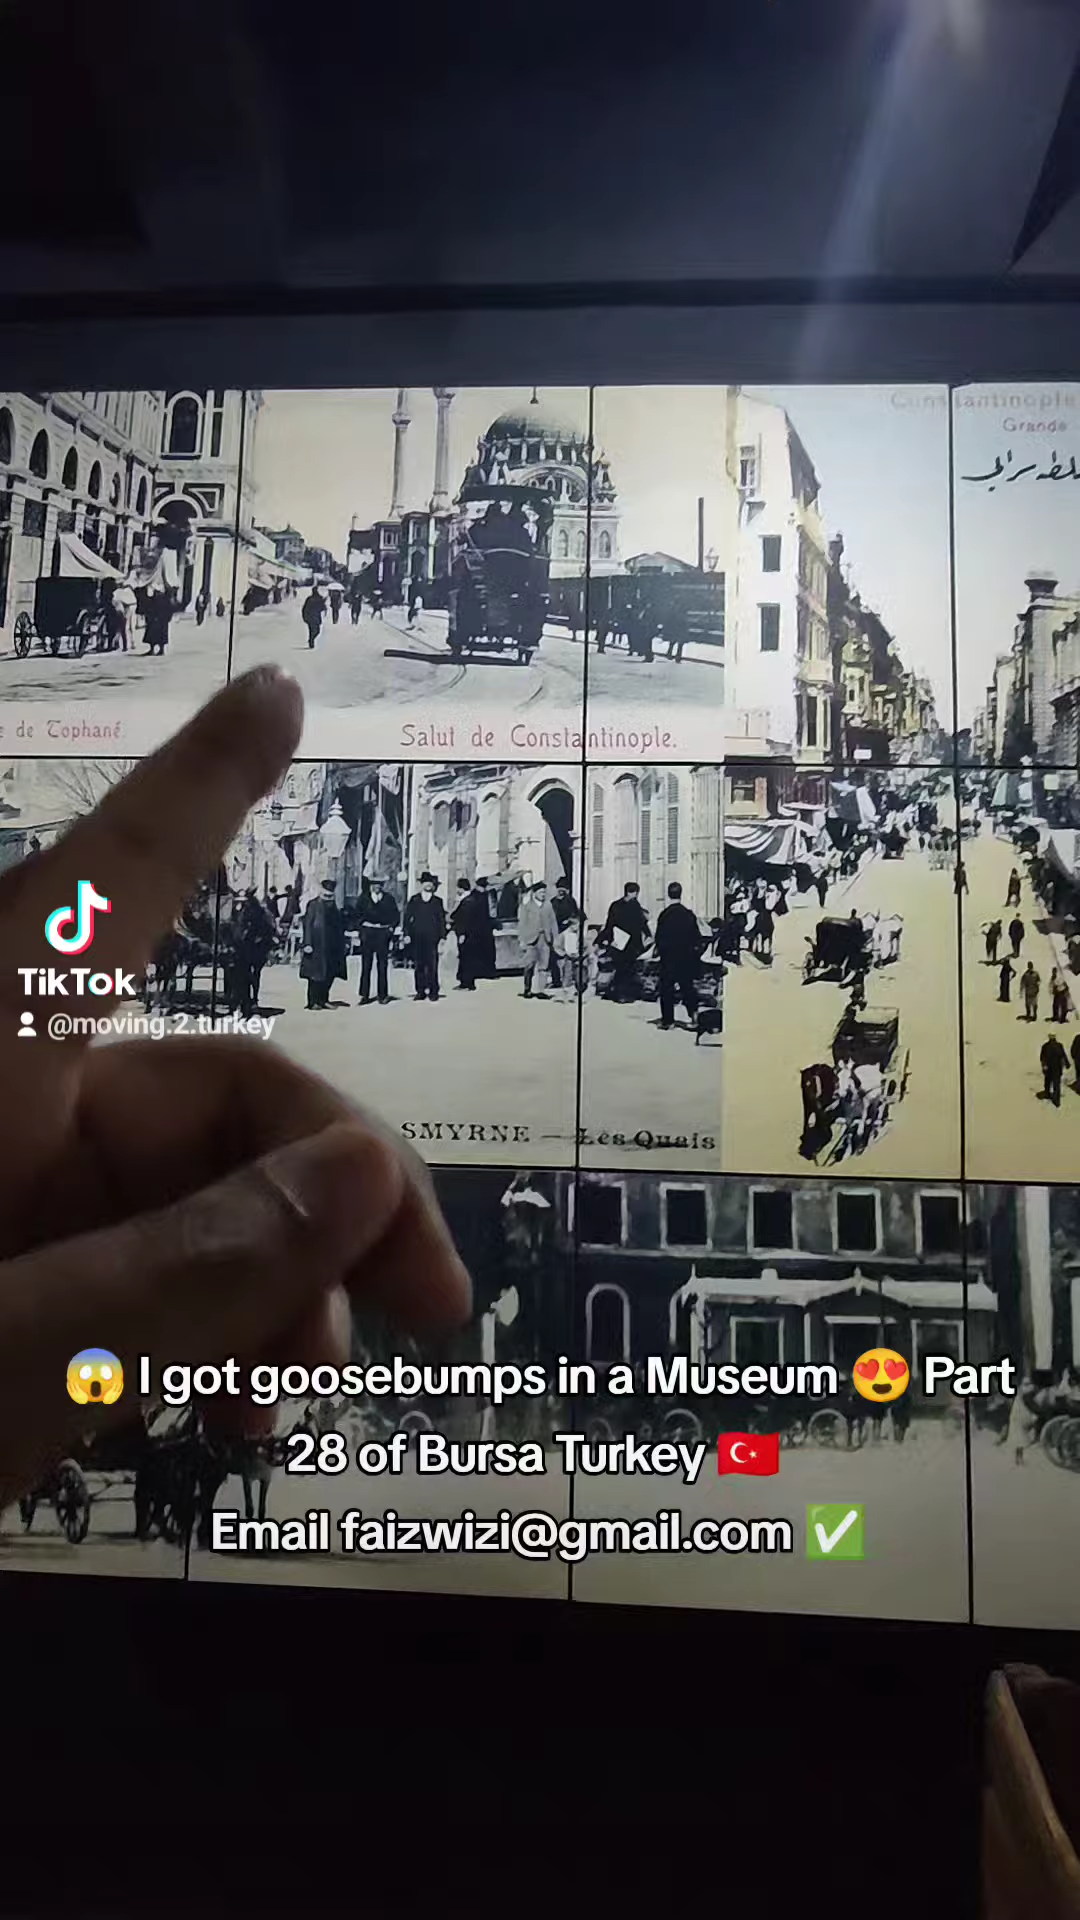 Constantinople
Grande
de Tophané.
Salut de Constantinople.
SMYRNE - Les Quais
TikTok
@moving.2.turkey
😱 I got goosebumps in a Museum 😍 Part
28 of Bursa Turkey 🇹🇷
Email faizwizi@gmail.com ✅